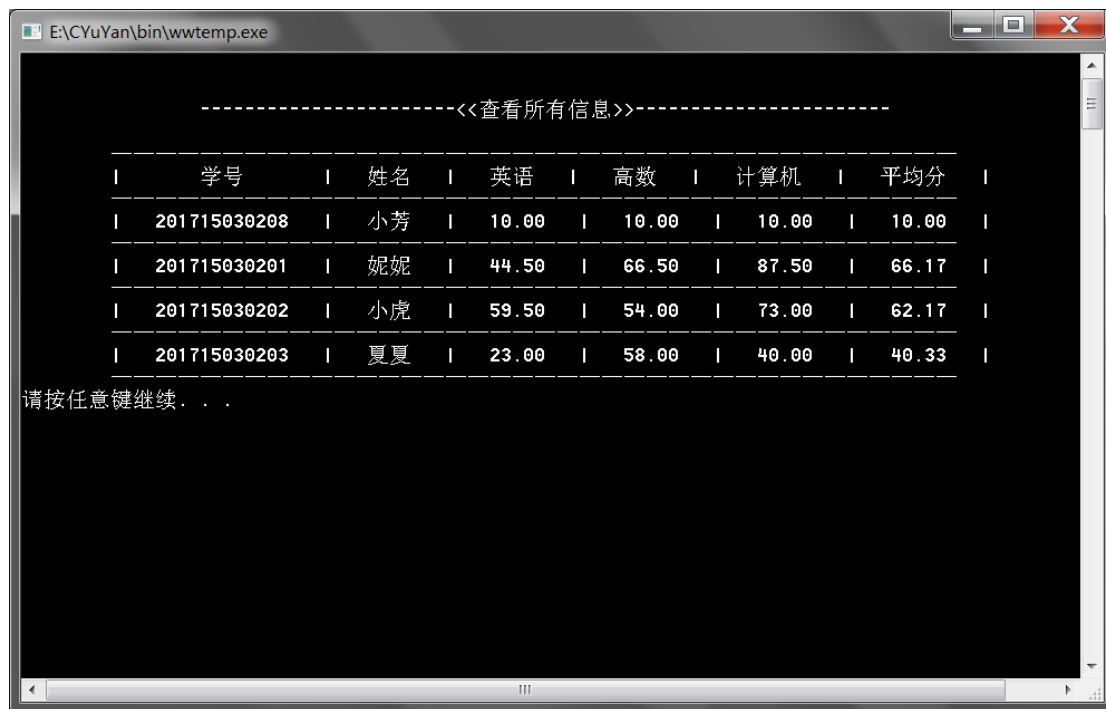 E:\CYuYan\bin\wwtemp.exe
-----------------------<<查看所有信息>>-----------------------
| 学号 | 姓名 | 英语 | 高数 | 计算机 | 平均分 |
| 201715030208 | 小芳 | 10.00 | 10.00 | 10.00 | 10.00 |
| 201715030201 | 妮妮 | 44.50 | 66.50 | 87.50 | 66.17 |
| 201715030202 | 小虎 | 59.50 | 54.00 | 73.00 | 62.17 |
| 201715030203 | 夏夏 | 23.00 | 58.00 | 40.00 | 40.33 |
请按任意键继续. . .